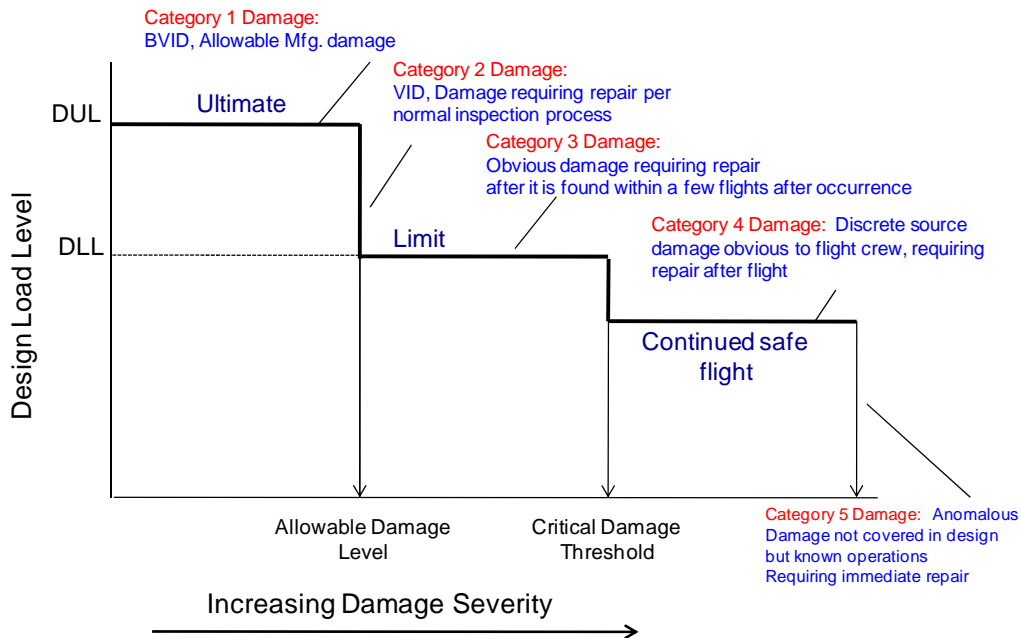 Category 1 Damage:
BVID, Allowable Mfg. damage
Category 2 Damage:
VID, Damage requiring repair per
normal inspection process
Ultimate
DUL
Category 3 Damage:
Obvious damage requiring repair
after it is found within a few flights after occurrence
Category 4 Damage: Discrete source
damage obvious to flight crew, requiring
repair after flight
Limit
DLL
Design Load Level
Continued safe
flight
Allowable Damage
Level
Critical Damage
Threshold
Category 5 Damage: Anomalous
Damage not covered in design
but known operations
Requiring immediate repair
Increasing Damage Severity